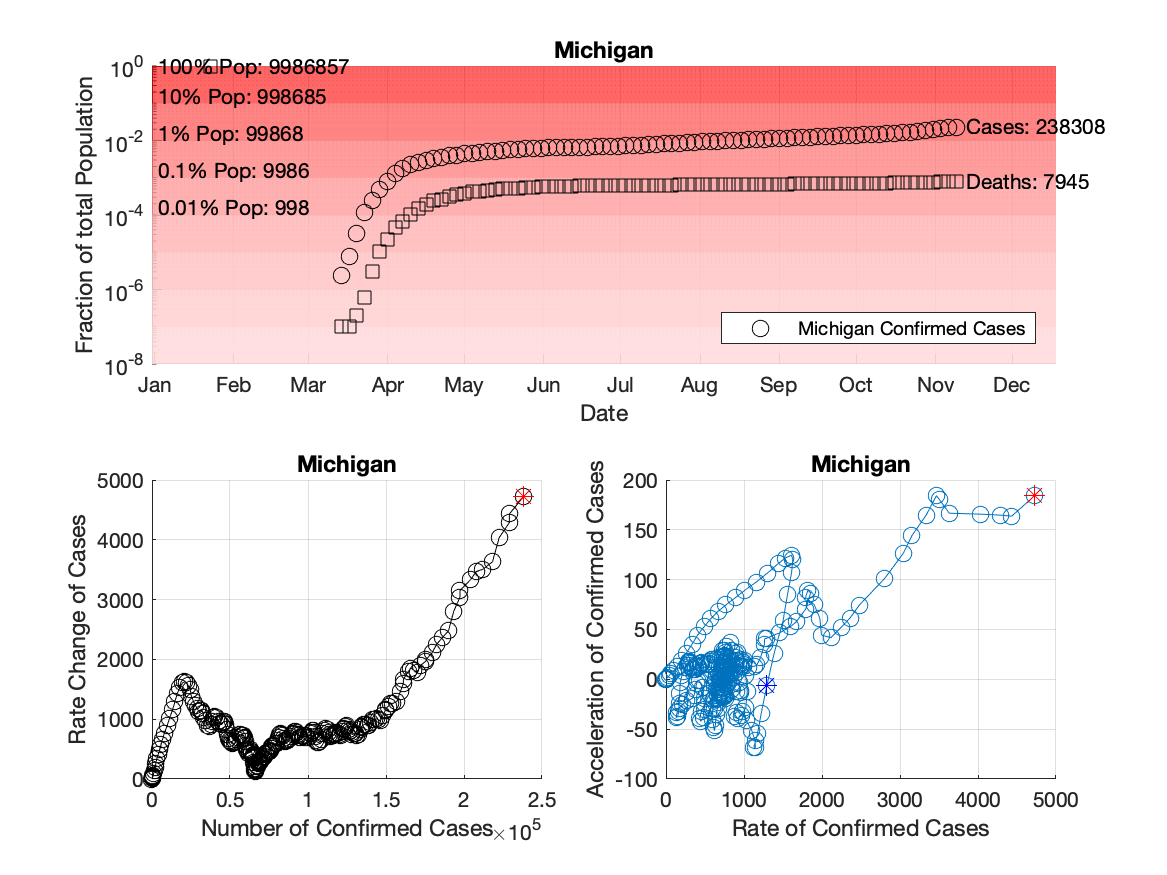 Michigan
10^0
10^-2
10^-4
10^-6
10^-8
Fraction of total Population
100% Pop: 9986857
10% Pop: 998685
1% Pop: 99868
0.1% Pop: 9986
0.01% Pop: 998
Cases: 238308
Deaths: 7945
Michigan Confirmed Cases
Jan Feb Mar Apr May Jun Jul Aug Sep Oct Nov Dec
Date
Michigan
5000
4000
3000
2000
1000
0
Rate Change of Cases
0 0.5 1 1.5 2 2.5
Number of Confirmed Cases ×10^5
Michigan
200
150
100
50
0
-50
-100
Acceleration of Confirmed Cases
0 1000 2000 3000 4000 5000
Rate of Confirmed Cases